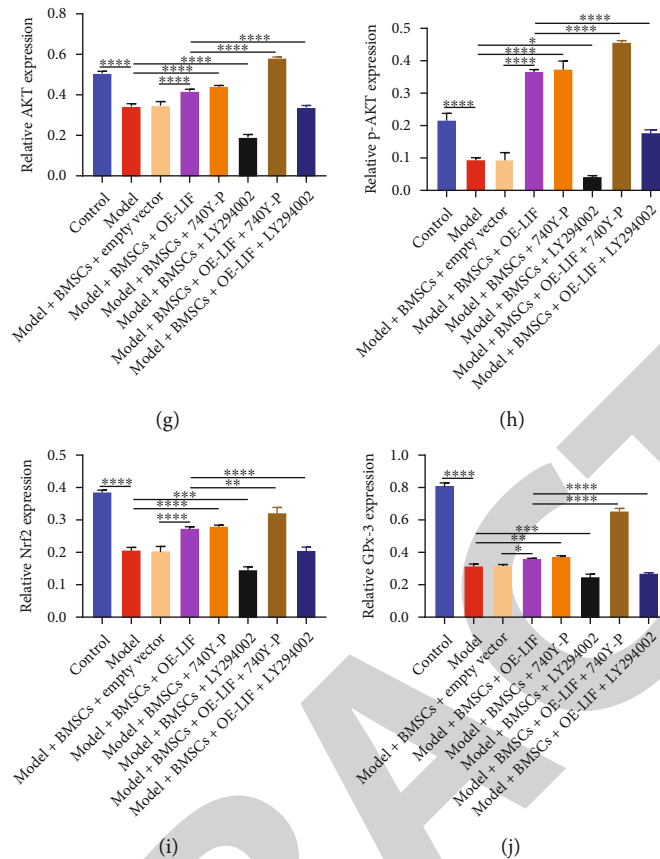 Relative AKT expression
0.8
0.6
0.4
0.2
0.0
****
****
****
****
****
****
Control
Model
Model + BMSCs + empty vector
Model + BMSCs + OE-LIF
Model + BMSCs + 740Y-P
Model + BMSCs + LY294002
Model + BMSCs + OE-LIF + 740Y-P
Model + BMSCs + OE-LIF + LY294002
(g)
Relative p-AKT expression
0.5
0.4
0.3
0.2
0.1
0.0
****
****
*
****
****
****
Control
Model
Model + BMSCs + empty vector
Model + BMSCs + OE-LIF
Model + BMSCs + 740Y-P
Model + BMSCs + LY294002
Model + BMSCs + OE-LIF + 740Y-P
Model + BMSCs + OE-LIF + LY294002
(h)
Relative Nrf2 expression
0.5
0.4
0.3
0.2
0.1
0.0
****
****
**
***
****
****
Control
Model
Model + BMSCs + empty vector
Model + BMSCs + OE-LIF
Model + BMSCs + 740Y-P
Model + BMSCs + LY294002
Model + BMSCs + OE-LIF + 740Y-P
Model + BMSCs + OE-LIF + LY294002
(i)
Relative GPx-3 expression
1.0
0.8
0.6
0.4
0.2
0.0
****
****
****
***
**
*
Control
Model
Model + BMSCs + empty vector
Model + BMSCs + OE-LIF
Model + BMSCs + 740Y-P
Model + BMSCs + LY294002
Model + BMSCs + OE-LIF + 740Y-P
Model + BMSCs + OE-LIF + LY294002
(j)